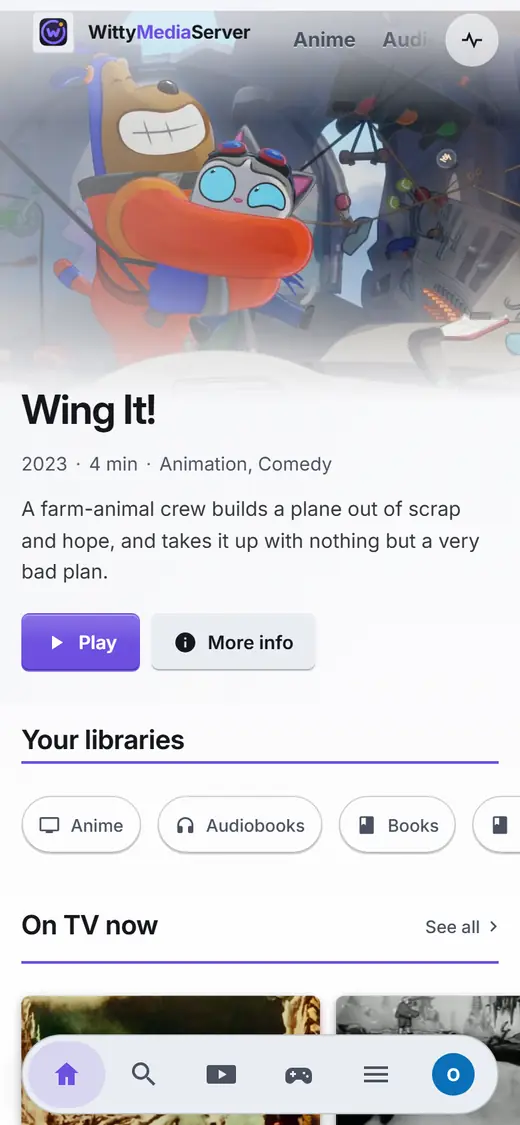 WittyMediaServer
Anime
Audi
Wing It!
2023 · 4 min · Animation, Comedy
A farm-animal crew builds a plane out of scrap
and hope, and takes it up with nothing but a very
bad plan.
Play
More info
Your libraries
Anime
Audiobooks
Books
On TV now
See all
O